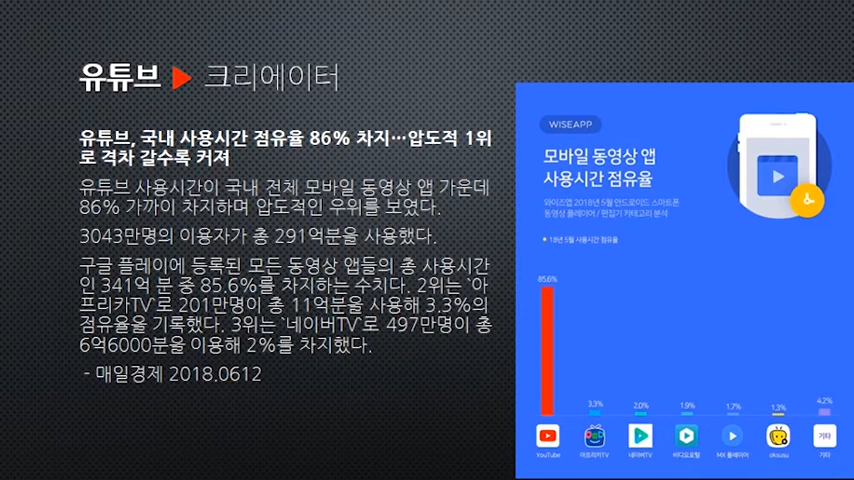 유튜브 ▶ 크리에이터
유튜브, 국내 사용시간 점유율 86% 차지…압도적 1위
로 격차 갈수록 커져
유튜브 사용시간이 국내 전체 모바일 동영상 앱 가운데
86% 가까이 차지하며 압도적인 우위를 보였다.
3043만명의 이용자가 총 291억분을 사용했다.
구글 플레이에 등록된 모든 동영상 앱들의 총 사용시간
인 341억 분 중 85.6%를 차지하는 수치다. 2위는 `아
프리카TV`로 201만명이 총 11억분을 사용해 3.3%의
점유율을 기록했다. 3위는 `네이버TV`로 497만명이 총
6억6000분을 이용해 2%를 차지했다.
- 매일경제 2018.0612
WISEAPP
모바일 동영상 앱
사용시간 점유율
와이즈앱 2018년 5월 안드로이드 스마트폰
동영상 플레이어 / 편집기 카테고리 분석
18년 5월 사용시간 점유율
85.6%
3.3%
2.0%
1.9%
1.7%
1.3%
4.2%
기타
YouTube
아프리카TV
네이버TV
비디오포털
MX 플레이어
oksusu
기타